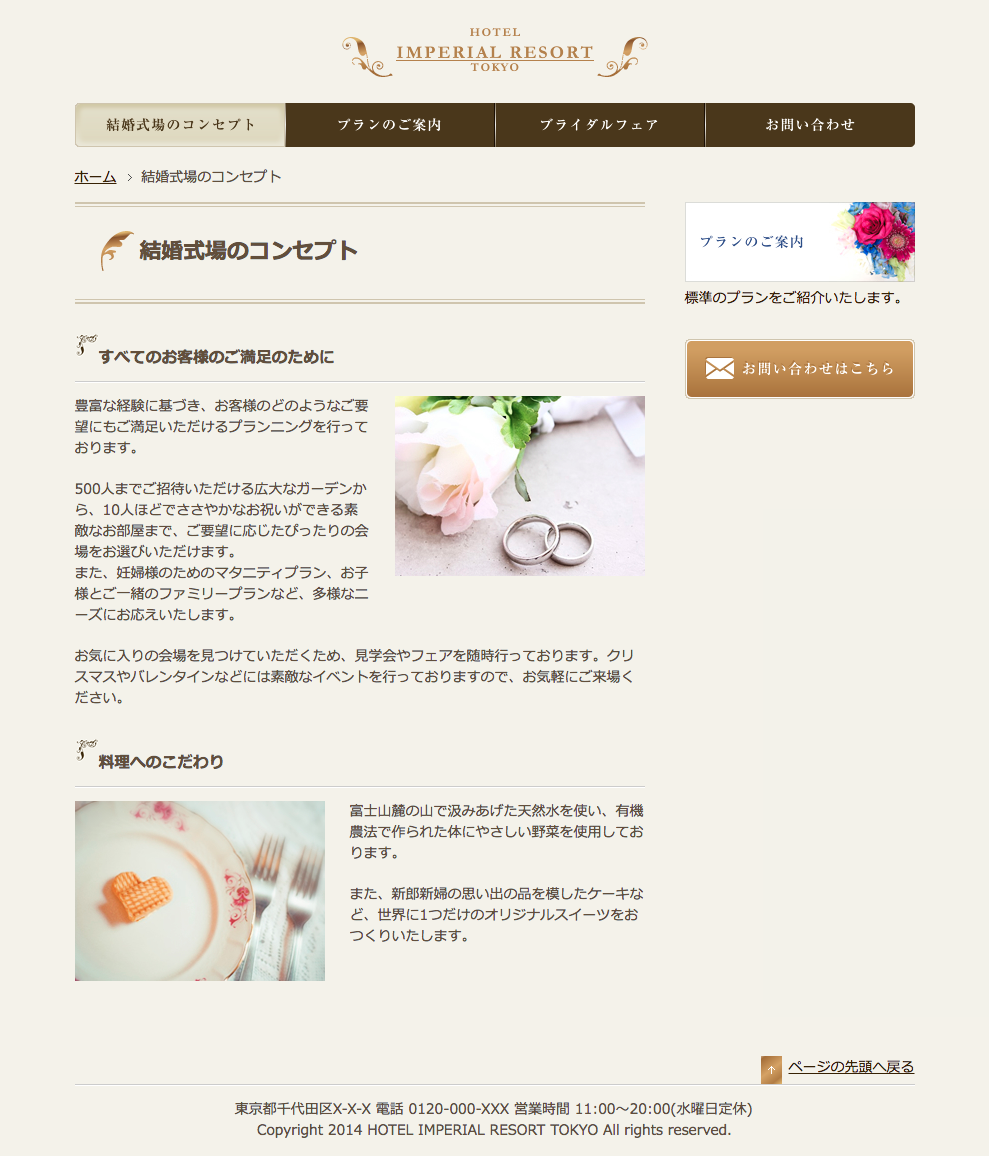 HOTEL
IMPERIAL RESORT
TOKYO
結婚式場のコンセプト
プランのご案内
ブライダルフェア
お問い合わせ
ホーム > 結婚式場のコンセプト
結婚式場のコンセプト
プランのご案内
標準のプランをご紹介いたします。
お問い合わせはこちら
すべてのお客様のご満足のために
豊富な経験に基づき、お客様のどのようなご要
望にもご満足いただけるプランニングを行って
おります。
500人までご招待いただける広大なガーデンか
ら、10人ほどでささやかなお祝いができる素
敵なお部屋まで、ご要望に応じたぴったりの会
場をお選びいただけます。
また、妊婦様のためのマタニティプラン、お子
様とご一緒のファミリープランなど、多様なニ
ーズにお応えいたします。
お気に入りの会場を見つけていただくため、見学会やフェアを随時行っております。クリ
スマスやバレンタインなどには素敵なイベントを行っておりますので、お気軽にご来場く
ださい。
料理へのこだわり
富士山麓の山で汲みあげた天然水を使い、有機
農法で作られた体にやさしい野菜を使用してお
ります。
また、新郎新婦の思い出の品を模したケーキな
ど、世界に1つだけのオリジナルスイーツをお
つくりいたします。
ページの先頭へ戻る
東京都千代田区X-X-X 電話 0120-000-XXX 営業時間 11:00〜20:00(水曜日定休)
Copyright 2014 HOTEL IMPERIAL RESORT TOKYO All rights reserved.